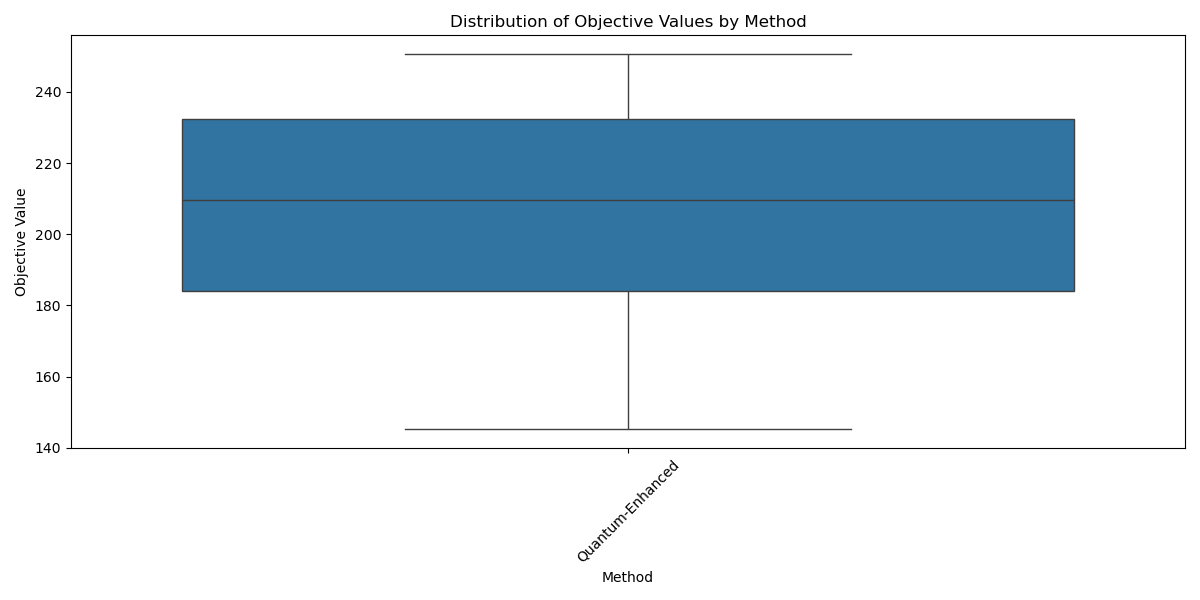 Distribution of Objective Values by Method
240
220
200
180
160
140
Objective Value
Quantum-Enhanced
Method